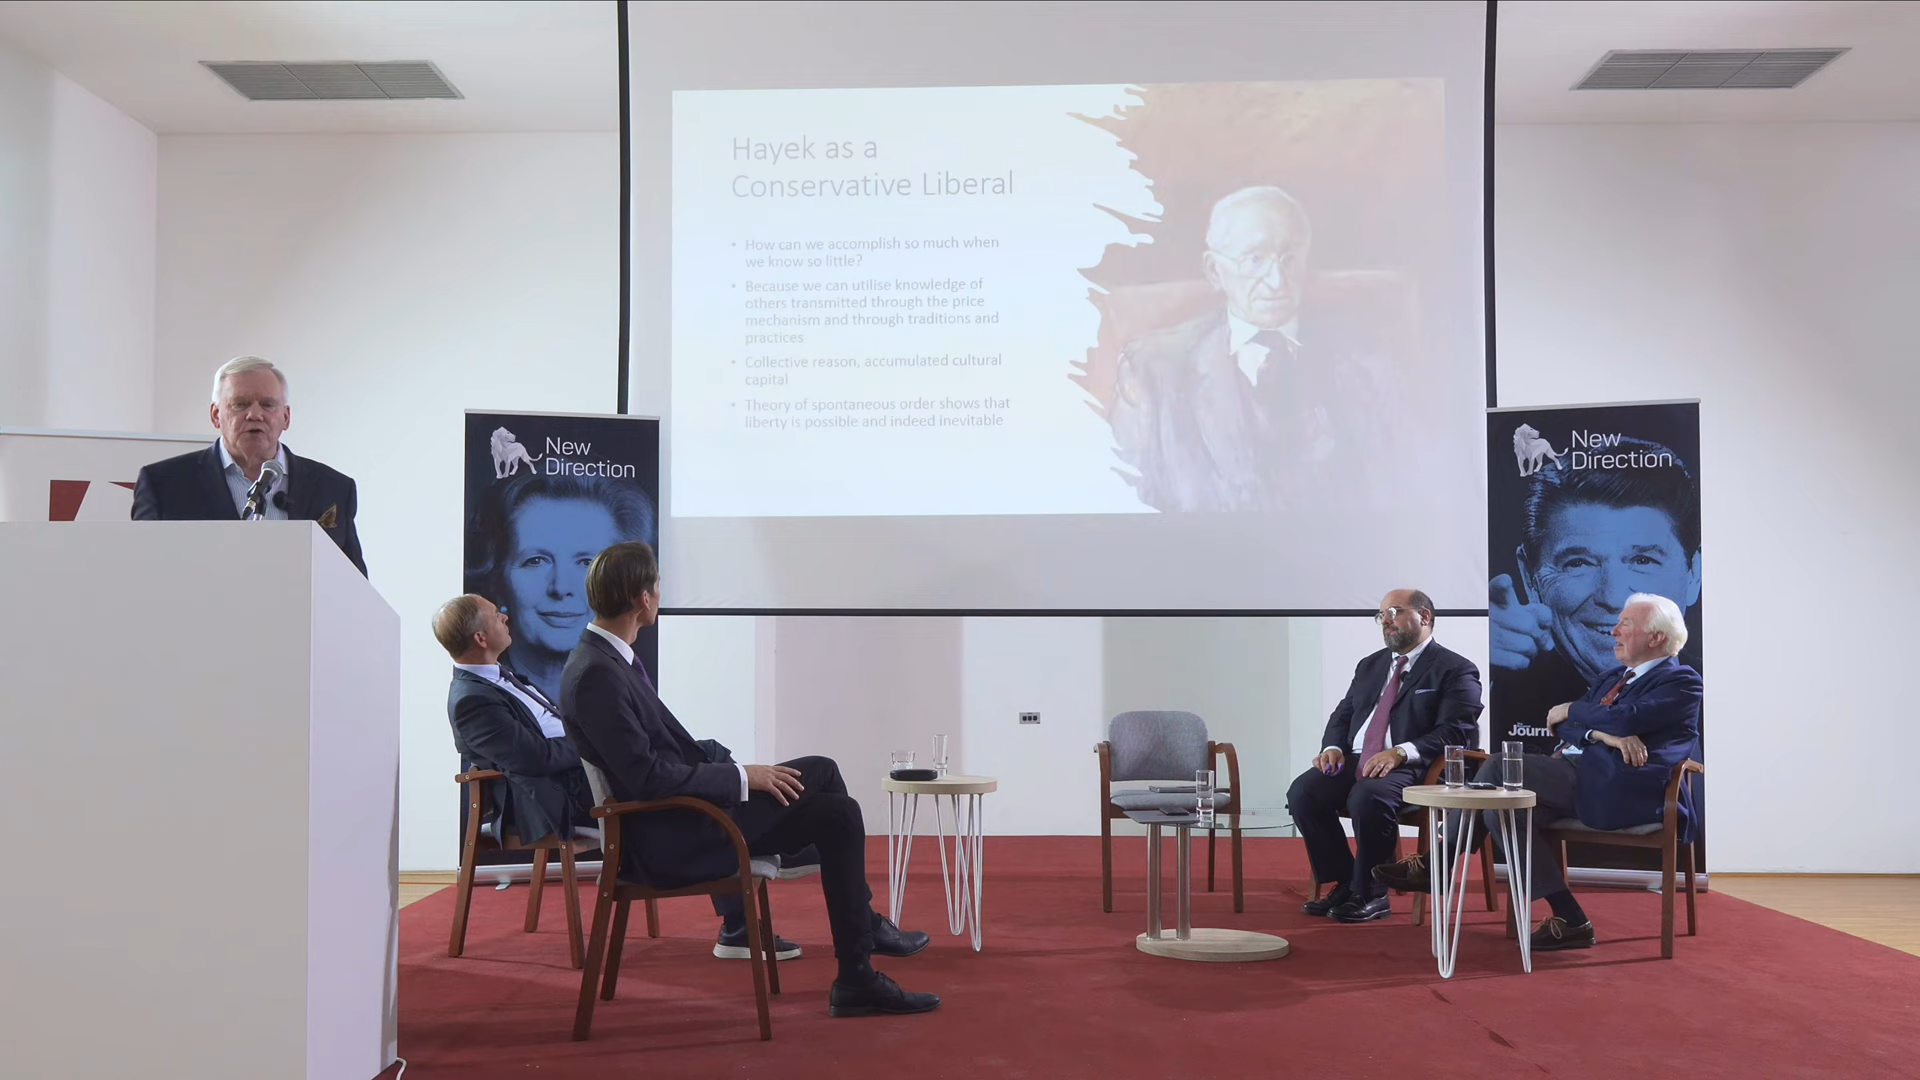 Hayek as a
Conservative Liberal
• How can we accomplish so much when
we know so little?
• Because we can utilise knowledge of
others transmitted through the price
mechanism and through traditions and
practices
• Collective reason, accumulated cultural
capital
• Theory of spontaneous order shows that
liberty is possible and indeed inevitable
New
Direction
New
Direction
Journ